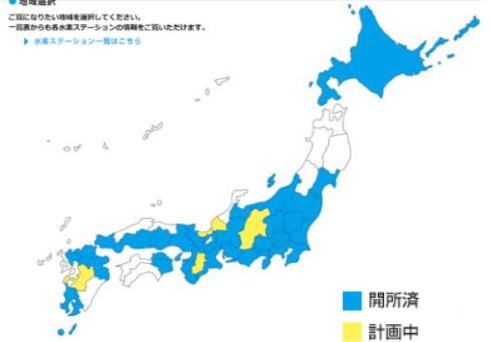 地域選択
ご覧になりたい地域を選択してください。
一覧表からも各水素ステーションの情報をご覧いただけます。
水素ステーション一覧はこちら
開所済
計画中